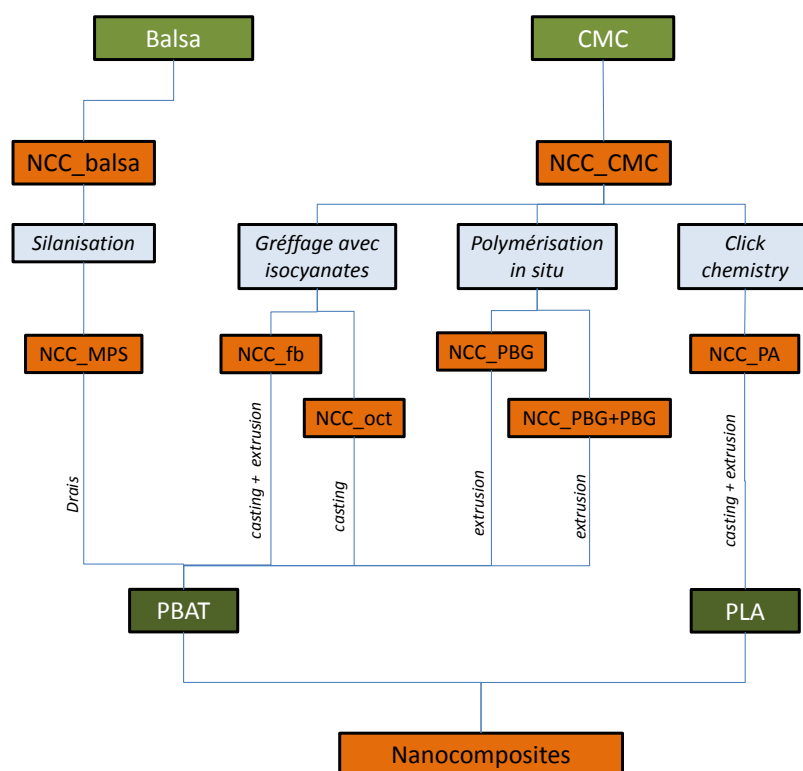 Balsa
CMC
NCC_balsa
NCC_CMC
Silanisation
Gréffage avec
isocyanates
Polymérisation
in situ
Click
chemistry
NCC_MPS
NCC_fb
NCC_PBG
NCC_PA
NCC_oct
NCC_PBG+PBG
Drais
casting + extrusion
casting
extrusion
extrusion
casting + extrusion
PBAT
PLA
Nanocomposites